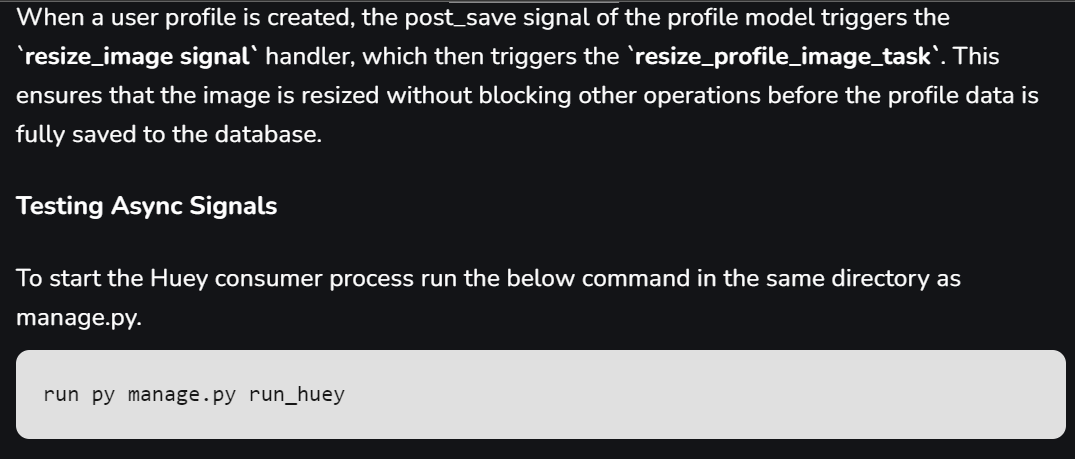 When a user profile is created, the post_save signal of the profile model triggers the
`resize_image signal` handler, which then triggers the `resize_profile_image_task`. This
ensures that the image is resized without blocking other operations before the profile data is
fully saved to the database.
Testing Async Signals
To start the Huey consumer process run the below command in the same directory as
manage.py.
run py manage.py run_huey